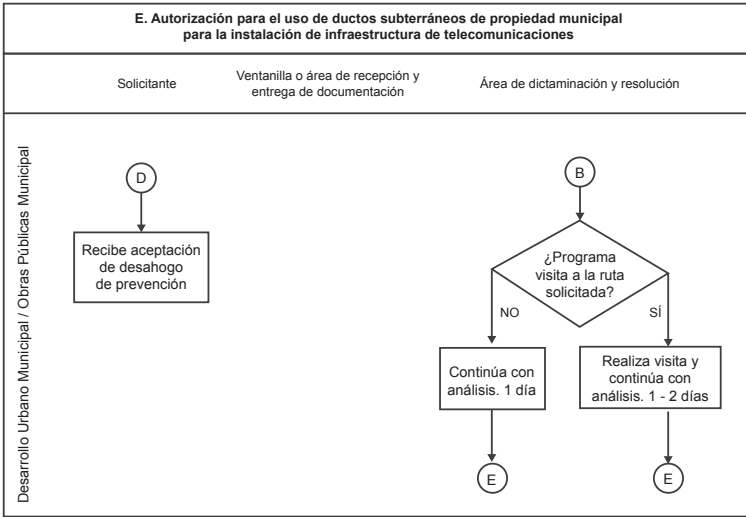 E. Autorización para el uso de ductos subterráneos de propiedad municipal
para la instalación de infraestructura de telecomunicaciones
Solicitante
Ventanilla o área de recepción y
entrega de documentación
Área de dictaminación y resolución
Desarrollo Urbano Municipal / Obras Públicas Municipal
D
Recibe aceptación
de desahogo
de prevención
B
¿Programa
visita a la ruta
solicitada?
NO
SÍ
Continúa con
análisis. 1 día
Realiza visita y
continúa con
análisis. 1 - 2 días
E
E